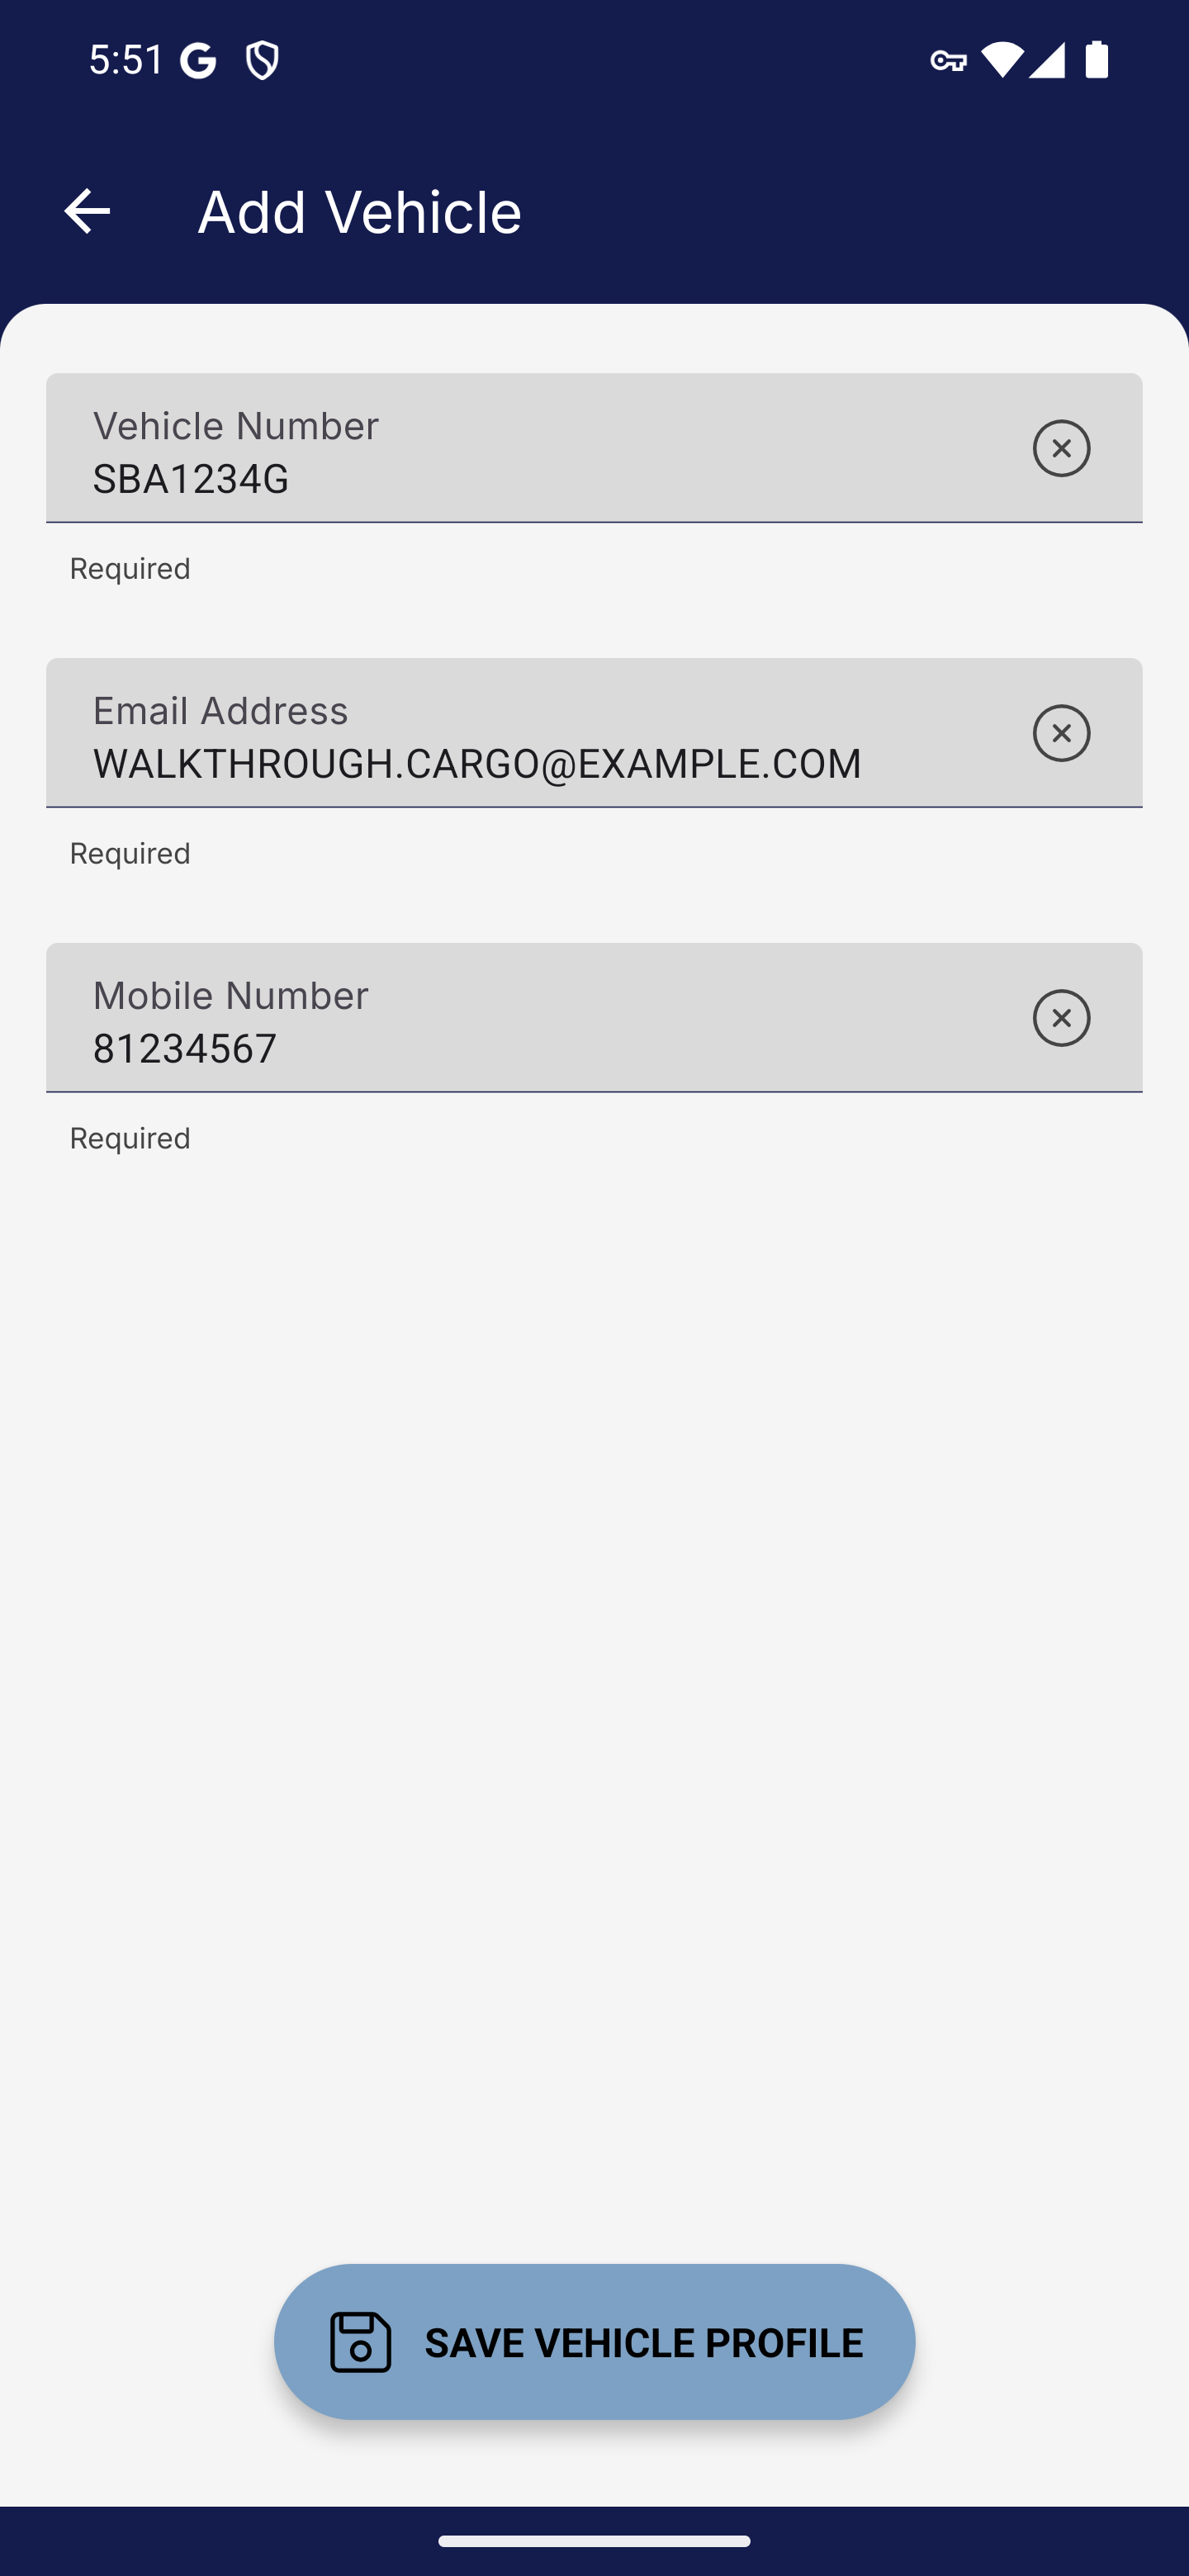 5:51
Add Vehicle
Vehicle Number
SBA1234G
Required
Email Address
WALKTHROUGH.CARGO@EXAMPLE.COM
Required
Mobile Number
81234567
Required
SAVE VEHICLE PROFILE